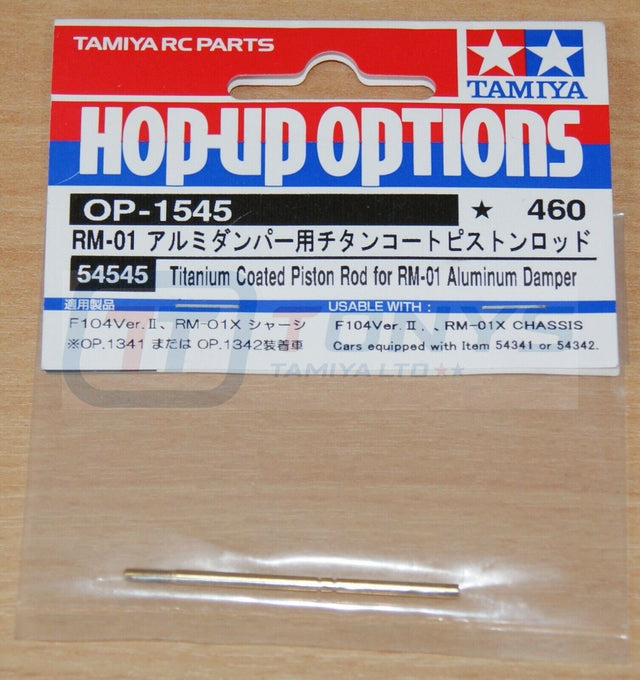 TAMIYA RC PARTS
TAMIYA
HOP-UP OPTIONS
OP-1545 ★ 460
RM-01 アルミダンパー用チタンコートピストンロッド
54545 Titanium Coated Piston Rod for RM-01 Aluminum Damper
適用製品 USABLE WITH :
F104Ver.Ⅱ、RM-01X シャーシ F104Ver.Ⅱ、, RM-01X CHASSIS
※OP.1341 または OP.1342装着車 Cars equipped with Item 54341 or 54342.
TONYS
TAMIYA LTD★★